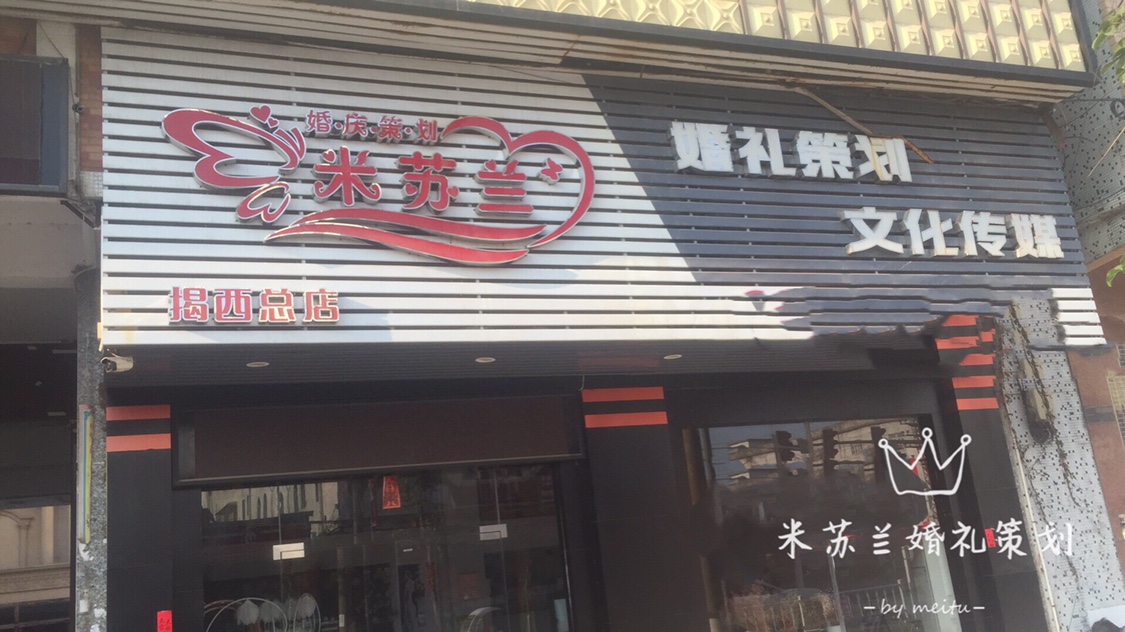 婚·庆·策·划
米苏兰
婚礼策划
文化传媒
揭西总店
米苏兰婚礼策划
-by meitu-